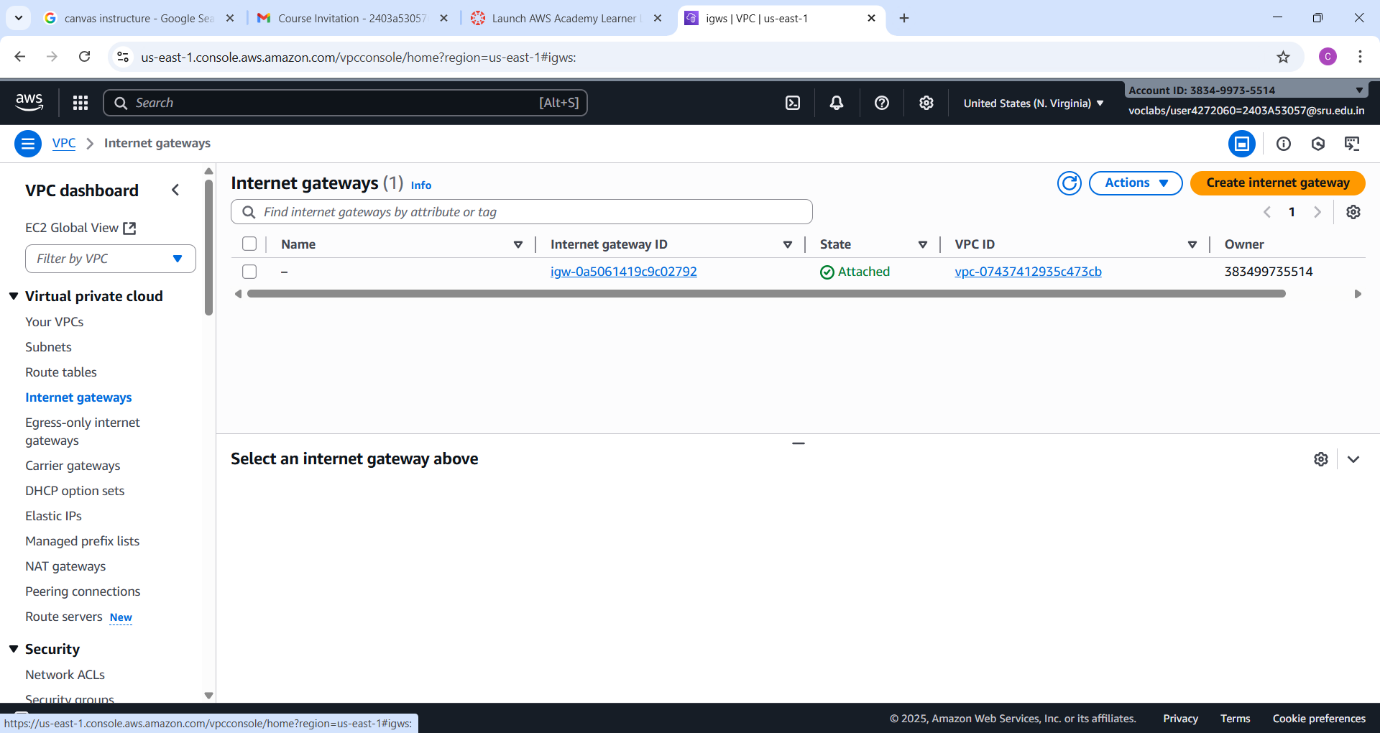 canvas instructure - Google Sea
Course Invitation - 2403a53057
Launch AWS Academy Learner
igws | VPC | us-east-1
us-east-1.console.aws.amazon.com/vpcconsole/home?region=us-east-1#igws:
C
aws
Search
[Alt+S]
United States (N. Virginia)
Account ID: 3834-9973-5514
voclabs/user4272060=2403A53057@sru.edu.in
VPC > Internet gateways
VPC dashboard
EC2 Global View
Filter by VPC
Virtual private cloud
Your VPCs
Subnets
Route tables
Internet gateways
Egress-only internet
gateways
Carrier gateways
DHCP option sets
Elastic IPs
Managed prefix lists
NAT gateways
Peering connections
Route servers New
Security
Network ACLs
Security groups
Internet gateways (1) Info
Actions
Create internet gateway
Find internet gateways by attribute or tag
1
Name Internet gateway ID State VPC ID Owner
– igw-0a5061419c9c02792 Attached vpc-07437412935c473cb 383499735514
Select an internet gateway above
https://us-east-1.console.aws.amazon.com/vpcconsole/home?region=us-east-1#igws:
© 2025, Amazon Web Services, Inc. or its affiliates. Privacy Terms Cookie preferences